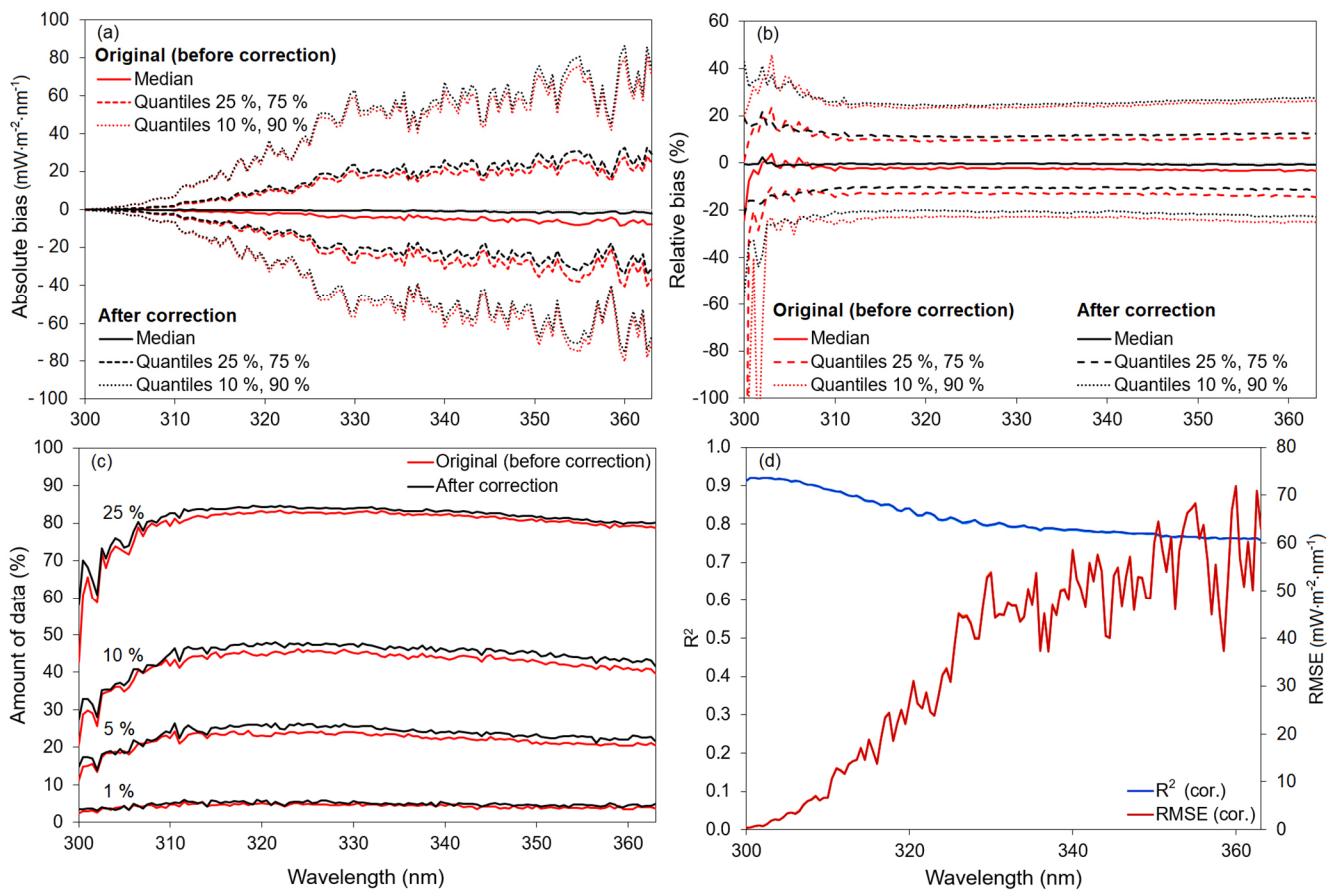 (a)
Original (before correction)
Median
Quantiles 25 %, 75 %
Quantiles 10 %, 90 %
After correction
Median
Quantiles 25 %, 75 %
Quantiles 10 %, 90 %
Absolute bias (mW·m⁻²·nm⁻¹)
100
80
60
40
20
0
- 20
- 40
- 60
- 80
- 100
300 310 320 330 340 350 360
(b)
Relative bias (%)
60
40
20
0
-20
-40
-60
-80
-100
Original (before correction) After correction
Median Median
Quantiles 25 %, 75 % Quantiles 25 %, 75 %
Quantiles 10 %, 90 % Quantiles 10 %, 90 %
300 310 320 330 340 350 360
(c)
Original (before correction)
After correction
25 %
10 %
5 %
1 %
Amount of data (%)
100
90
80
70
60
50
40
30
20
10
0
300 310 320 330 340 350 360
Wavelength (nm)
(d)
R²
1.0
0.9
0.8
0.7
0.6
0.5
0.4
0.3
0.2
0.1
0.0
RMSE (mW·m⁻²·nm⁻¹)
80
70
60
50
40
30
20
10
0
R² (cor.)
RMSE (cor.)
300 320 340 360
Wavelength (nm)